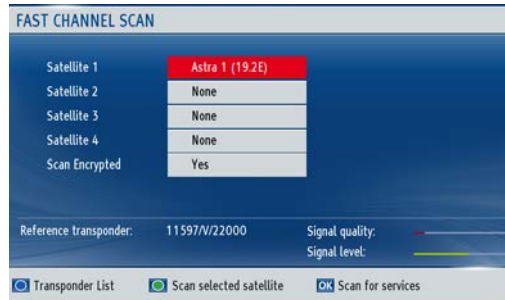 FAST CHANNEL SCAN
Satellite 1 Astra 1 (19.2E)
Satellite 2 None
Satellite 3 None
Satellite 4 None
Scan Encrypted Yes
Reference transponder: 11597/V/22000 Signal quality:
Signal level:
Transponder List Scan selected satellite OK Scan for services